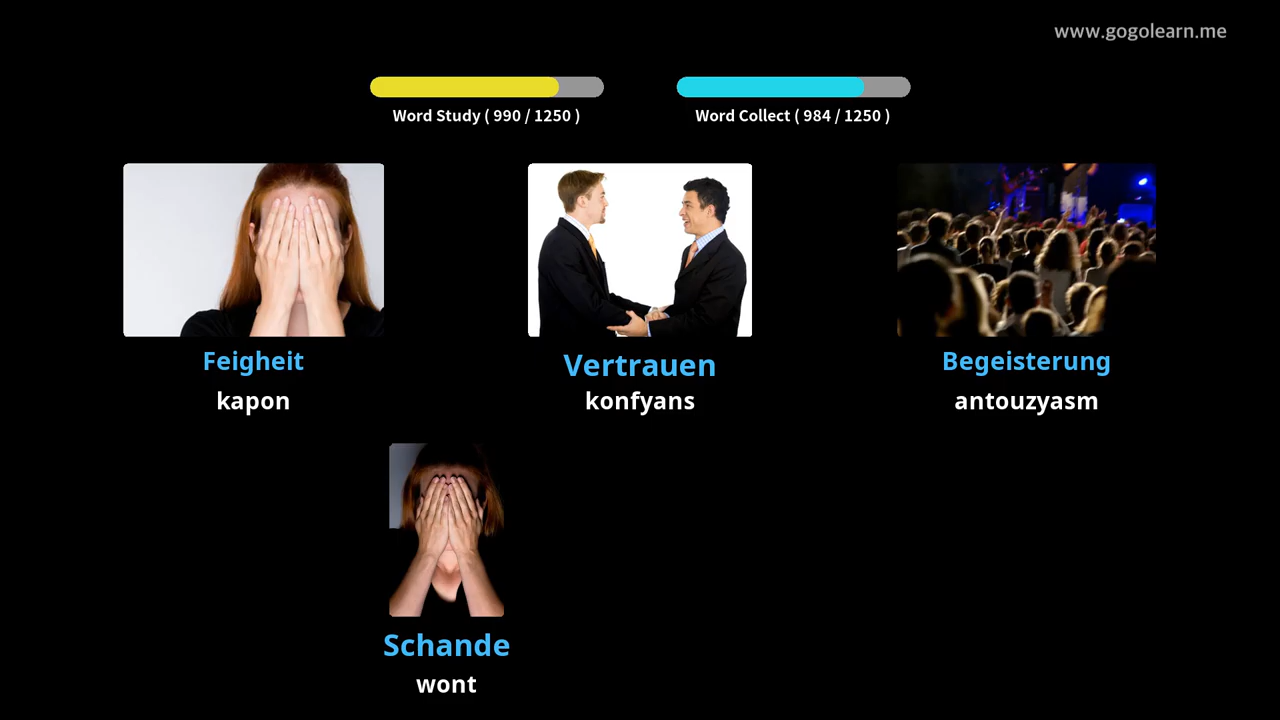 www.gogolearn.me
Word Study ( 990 / 1250 )
Word Collect ( 984 / 1250 )
Feigheit
kapon
Vertrauen
konfyans
Begeisterung
antouzyasm
Schande
wont